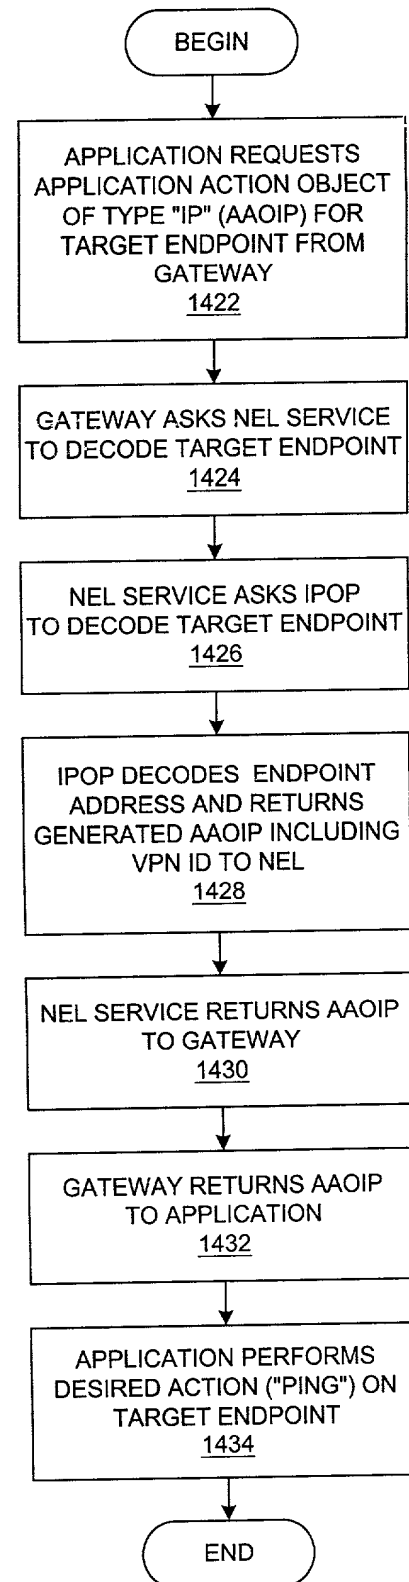 BEGIN
APPLICATION REQUESTS
APPLICATION ACTION OBJECT
OF TYPE "IP" (AAOIP) FOR
TARGET ENDPOINT FROM
GATEWAY
1422
GATEWAY ASKS NEL SERVICE
TO DECODE TARGET ENDPOINT
1424
NEL SERVICE ASKS IPOP
TO DECODE TARGET ENDPOINT
1426
IPOP DECODES ENDPOINT
ADDRESS AND RETURNS
GENERATED AAOIP INCLUDING
VPN ID TO NEL
1428
NEL SERVICE RETURNS AAOIP
TO GATEWAY
1430
GATEWAY RETURNS AAOIP
TO APPLICATION
1432
APPLICATION PERFORMS
DESIRED ACTION ("PING") ON
TARGET ENDPOINT
1434
END